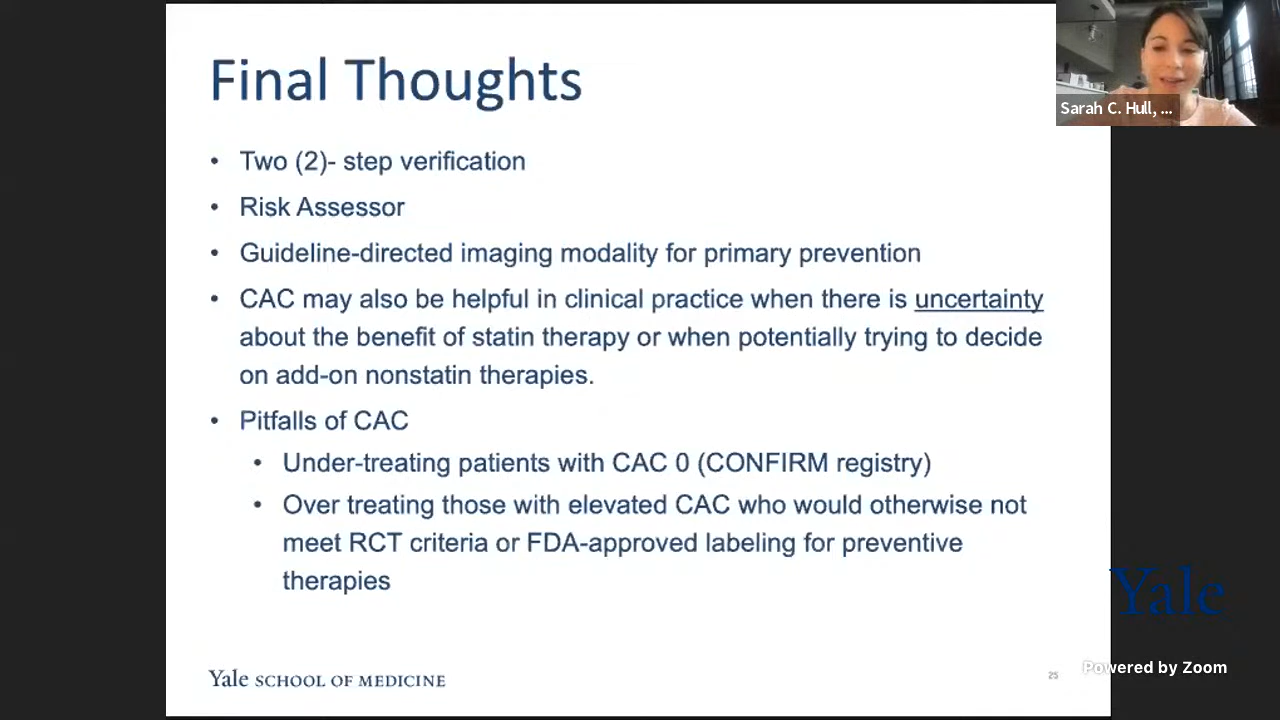 Final Thoughts
Sarah C. Hull, ...
• Two (2)- step verification
• Risk Assessor
• Guideline-directed imaging modality for primary prevention
• CAC may also be helpful in clinical practice when there is uncertainty
about the benefit of statin therapy or when potentially trying to decide
on add-on nonstatin therapies.
• Pitfalls of CAC
• Under-treating patients with CAC 0 (CONFIRM registry)
• Over treating those with elevated CAC who would otherwise not
meet RCT criteria or FDA-approved labeling for preventive
therapies
Yale
Yale SCHOOL OF MEDICINE
25
Powered by Zoom